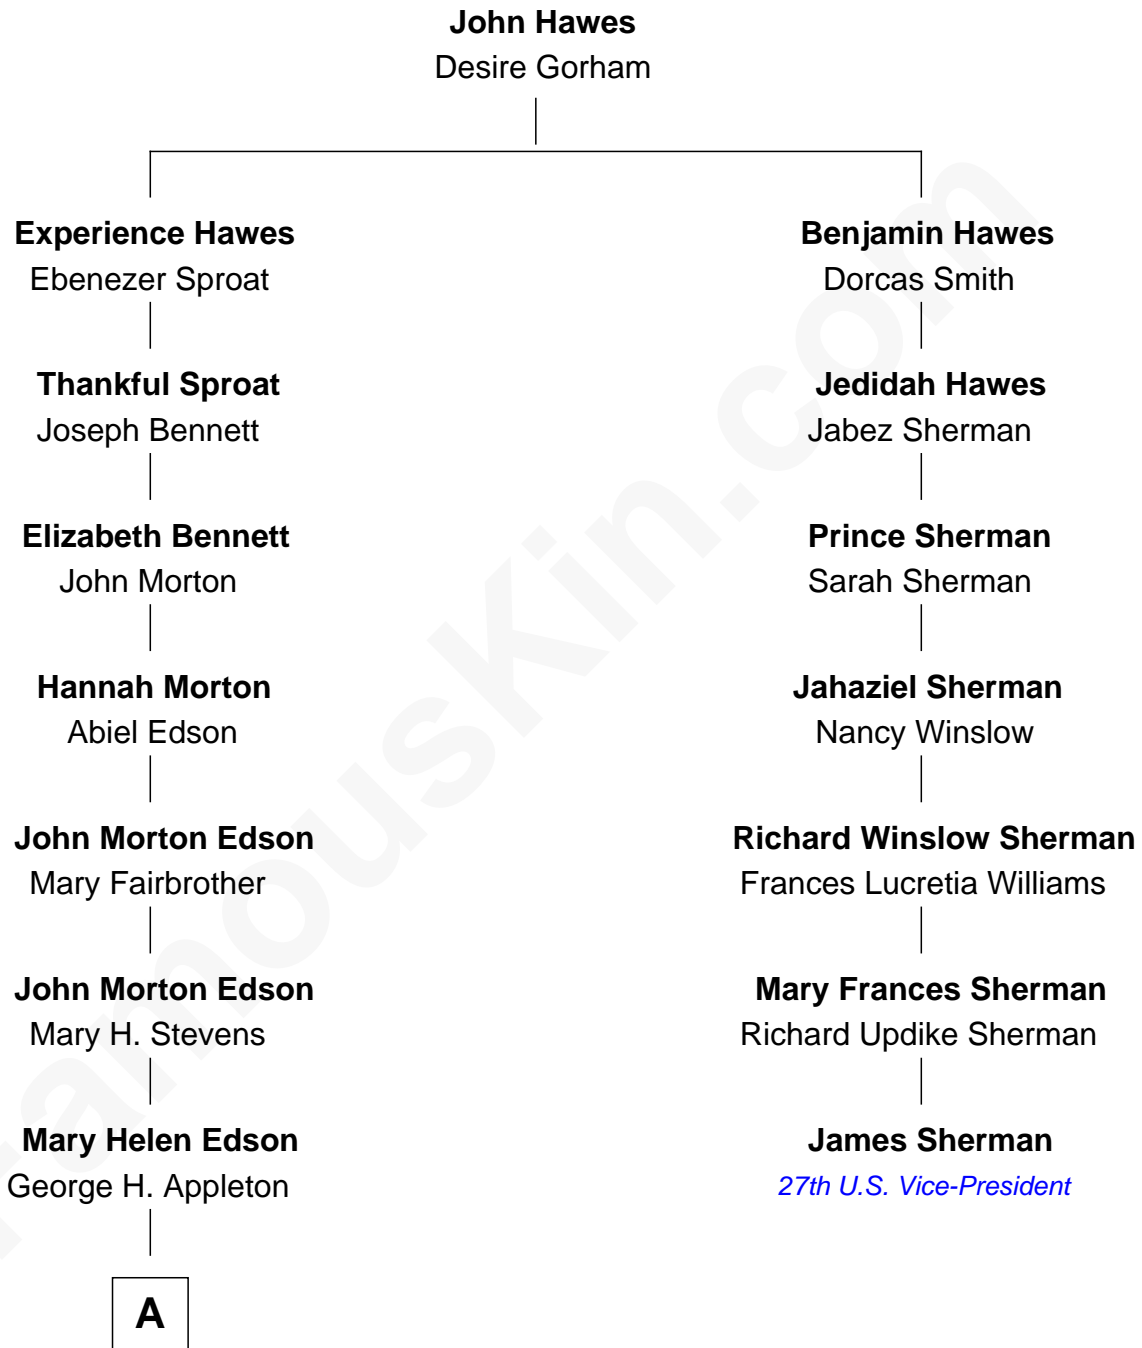 John Hawes
Desire Gorham
Experience Hawes
Ebenezer Sproat
Benjamin Hawes
Dorcas Smith
Thankful Sproat
Joseph Bennett
Jedidah Hawes
Jabez Sherman
Elizabeth Bennett
John Morton
Prince Sherman
Sarah Sherman
Hannah Morton
Abiel Edson
Jahaziel Sherman
Nancy Winslow
John Morton Edson
Mary Fairbrother
Richard Winslow Sherman
Frances Lucretia Williams
John Morton Edson
Mary H. Stevens
Mary Frances Sherman
Richard Updike Sherman
Mary Helen Edson
George H. Appleton
James Sherman
27th U.S. Vice-President
A
FamousKin.com